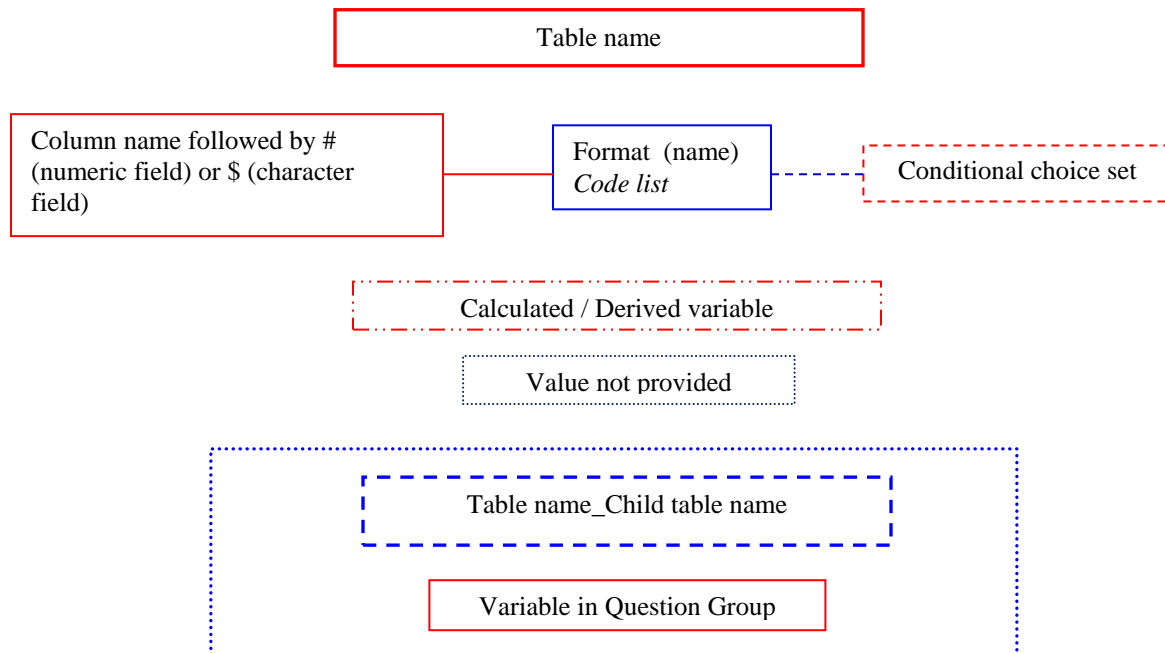 Table name
Column name followed by #
(numeric field) or $ (character
field)
Format (name)
Code list
Conditional choice set
Calculated / Derived variable
Value not provided
Table name_Child table name
Variable in Question Group